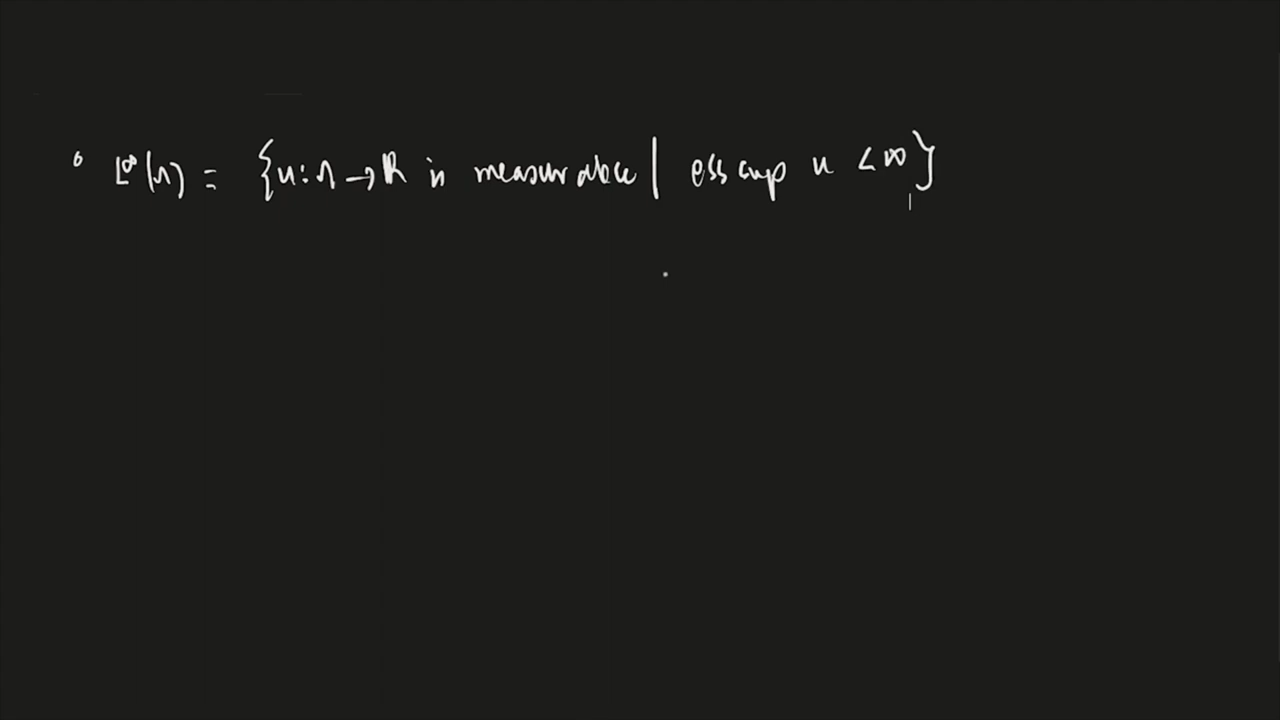 • L^∞(Ω) = {u: Ω → ℝ is measurable | ess sup u < ∞}